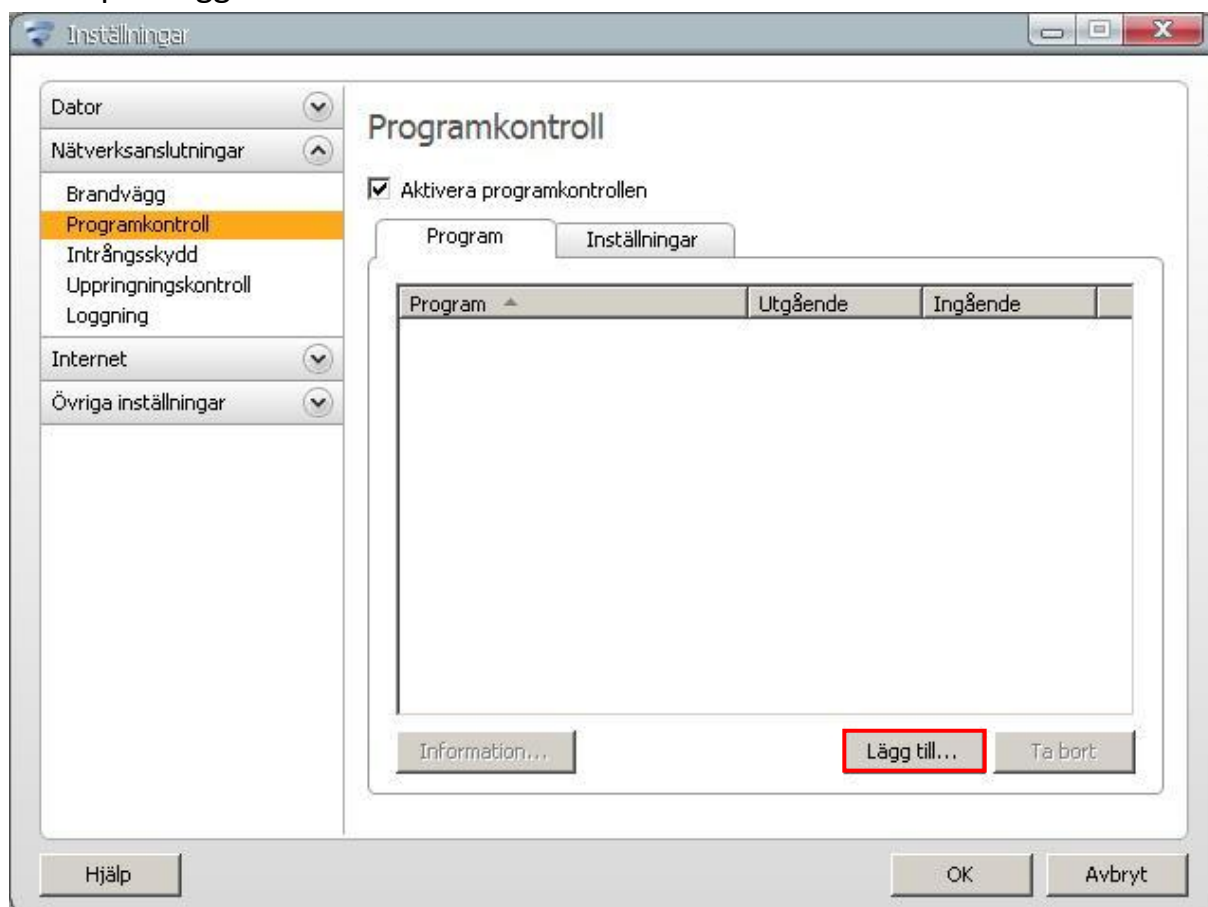 Inställningar
Dator
Nätverksanslutningar
Brandvägg
Programkontroll
Intrångsskydd
Uppringningskontroll
Loggning
Internet
Övriga inställningar
Programkontroll
Aktivera programkontrollen
Program Inställningar
Program Utgående Ingående
Information... Lägg till... Ta bort
Hjälp OK Avbryt